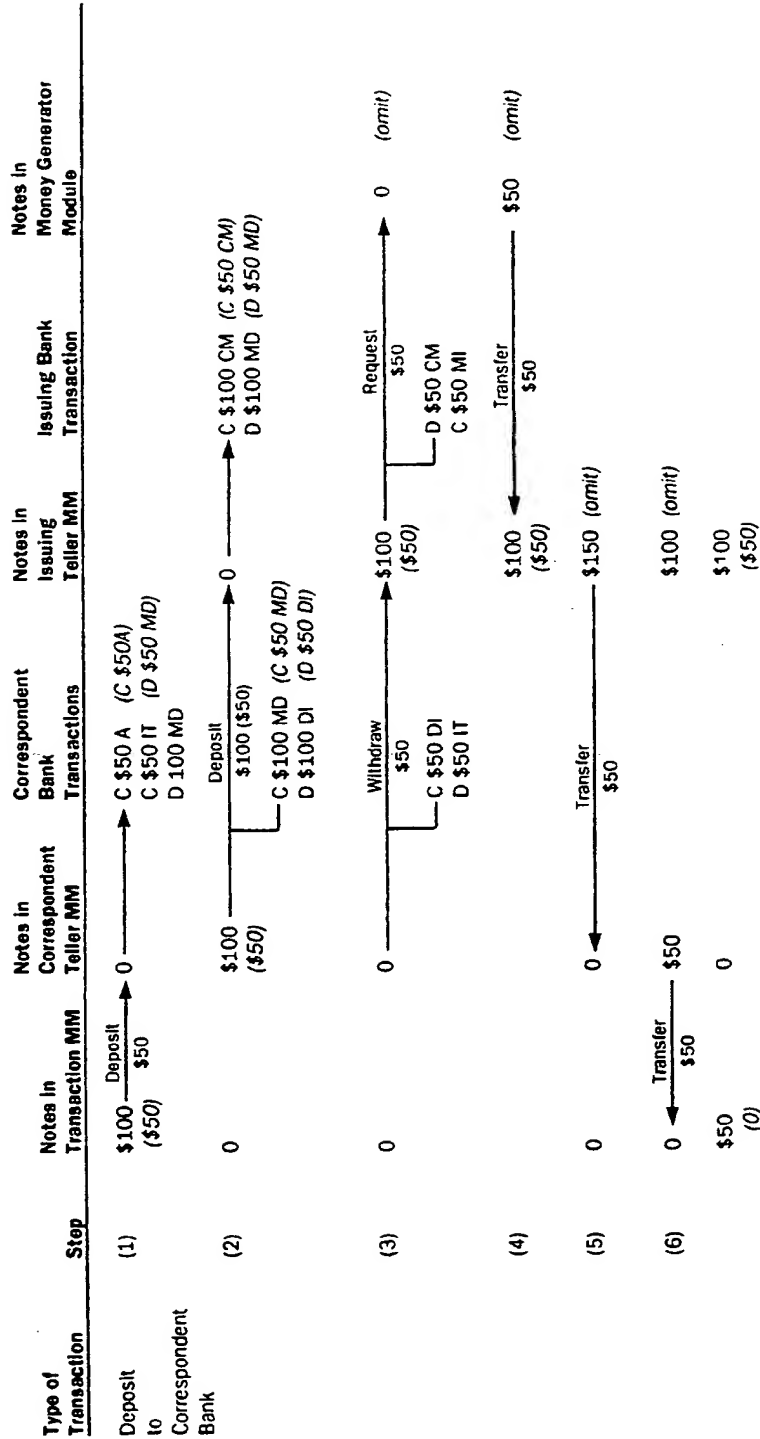 Type of Transaction
Step
Notes in Transaction MM
Notes in Correspondent Teller MM
Correspondent Bank Transactions
Notes in Issuing Teller MM
Issuing Bank Transaction
Notes in Money Generator Module
Deposit to Correspondent Bank
(1)
$100
($50)
Deposit
$50
0
C $50 A (C $50A)
C $50 IT (D $50 MD)
D 100 MD
(2)
0
$100
($50)
Deposit
$100 ($50)
C $100 MD (C $50 MD)
D $100 DI (D $50 DI)
0
C $100 CM (C $50 CM)
D $100 MD (D $50 MD)
(3)
0
0
Withdraw
$50
C $50 DI
D $50 IT
$100
($50)
Request
$50
D $50 CM
C $50 MI
0 (omit)
(4)
$100
($50)
Transfer
$50
$50 (omit)
(5)
0
0
Transfer
$50
$150 (omit)
(6)
0
Transfer
$50
$50
$100 (omit)
$50
(0)
0
$100
($50)